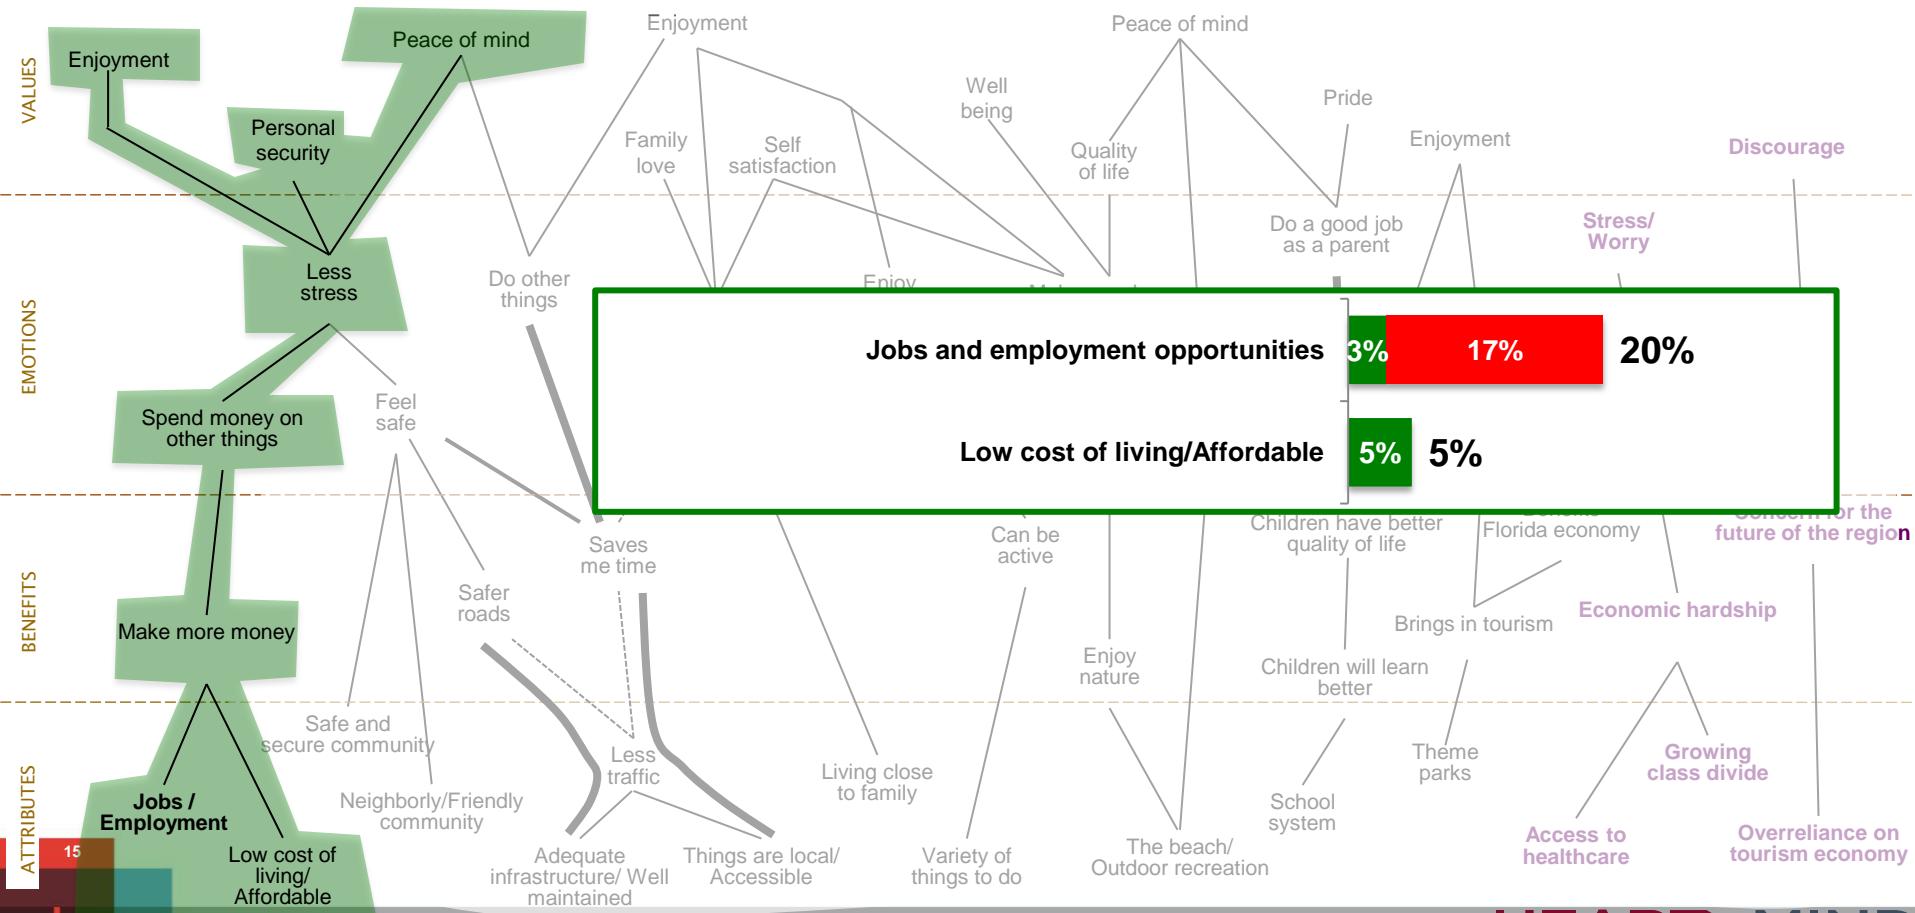 VALUES
EMOTIONS
BENEFITS
ATTRIBUTES
Enjoyment
Peace of mind
Personal
security
Less
stress
Spend money on
other things
Make more money
Jobs /
Employment
Low cost of
living/
Affordable
Enjoyment
Peace of mind
Well
being
Pride
Family
love
Self
satisfaction
Quality
of life
Enjoyment
Discourage
Do a good job
as a parent
Stress/
Worry
Do other
things
Enjoy
Feel
safe
Jobs and employment opportunities
3%
17%
20%
Low cost of living/Affordable
5%
5%
Saves
me time
Can be
active
Children have better
quality of life
Florida economy
Concern for the
future of the region
Safer
roads
Economic hardship
Brings in tourism
Enjoy
nature
Children will learn
better
Safe and
secure community
Less
traffic
Living close
to family
Theme
parks
Growing
class divide
Neighborly/Friendly
community
School
system
Access to
healthcare
Overreliance on
tourism economy
Adequate
infrastructure/ Well
maintained
Things are local/
Accessible
Variety of
things to do
The beach/
Outdoor recreation
15